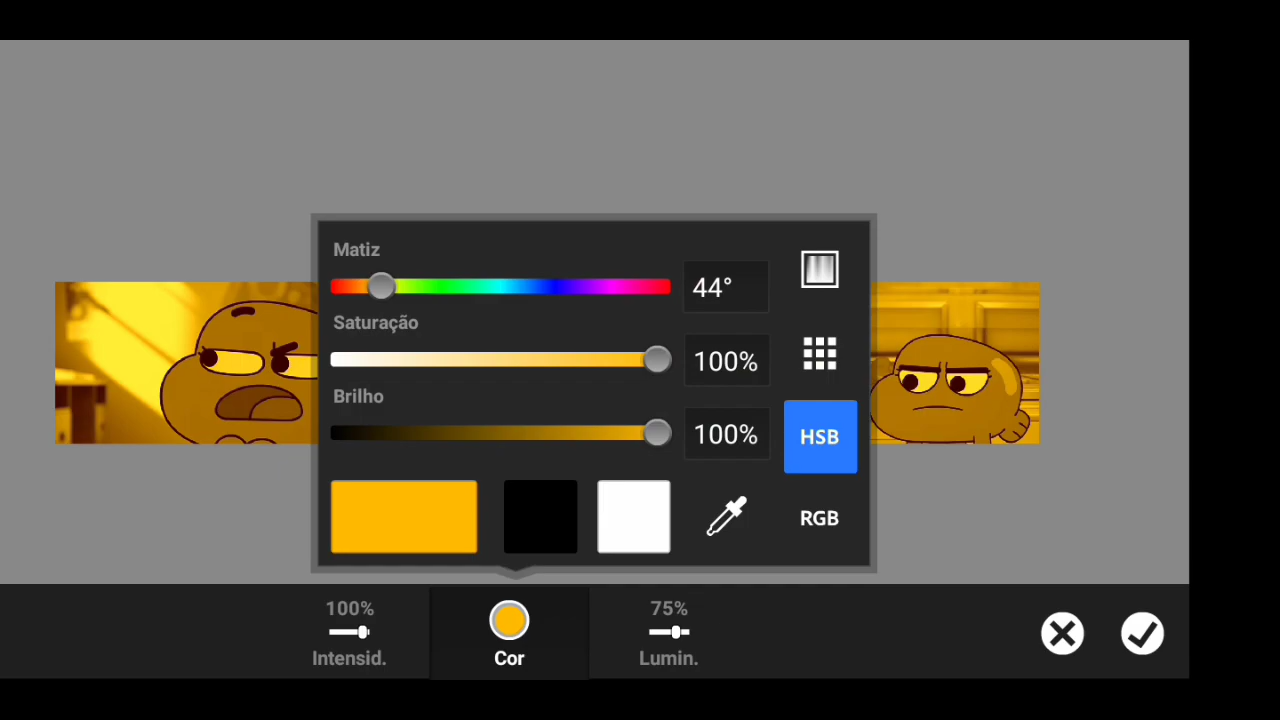 Matiz
44°
Saturação
100%
Brilho
100%
HSB
RGB
100%
Intensid.
Cor
75%
Lumin.